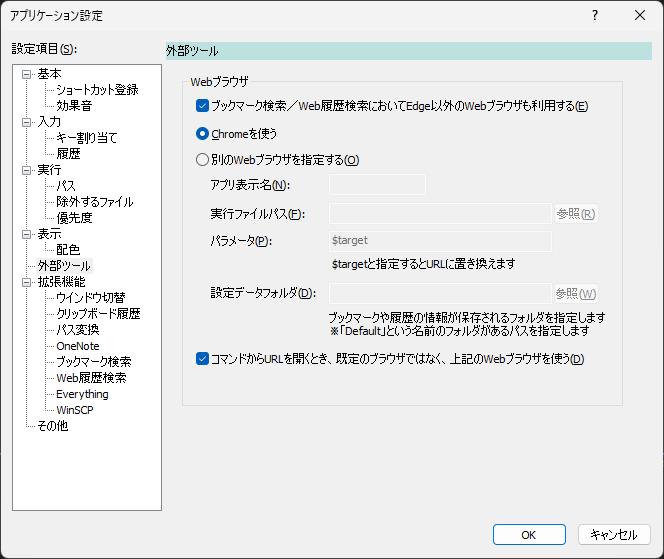 アプリケーション設定
設定項目(S):
基本
ショートカット登録
効果音
入力
キー割り当て
履歴
実行
パス
除外するファイル
優先度
表示
配色
外部ツール
拡張機能
ウインドウ切替
クリップボード履歴
パス変換
OneNote
ブックマーク検索
Web履歴検索
Everything
WinSCP
その他
外部ツール
Webブラウザ
ブックマーク検索／Web履歴検索においてEdge以外のWebブラウザも利用する(E)
Chromeを使う
別のWebブラウザを指定する(O)
アプリ表示名(N):
実行ファイルパス(F):
参照(R)
パラメータ(P):
$target
$targetと指定するとURLに置き換えます
設定データフォルダ(D):
参照(W)
ブックマークや履歴の情報が保存されるフォルダを指定します
※「Default」という名前のフォルダがあるパスを指定します
コマンドからURLを開くとき、既定のブラウザではなく、上記のWebブラウザを使う(D)
OK
キャンセル